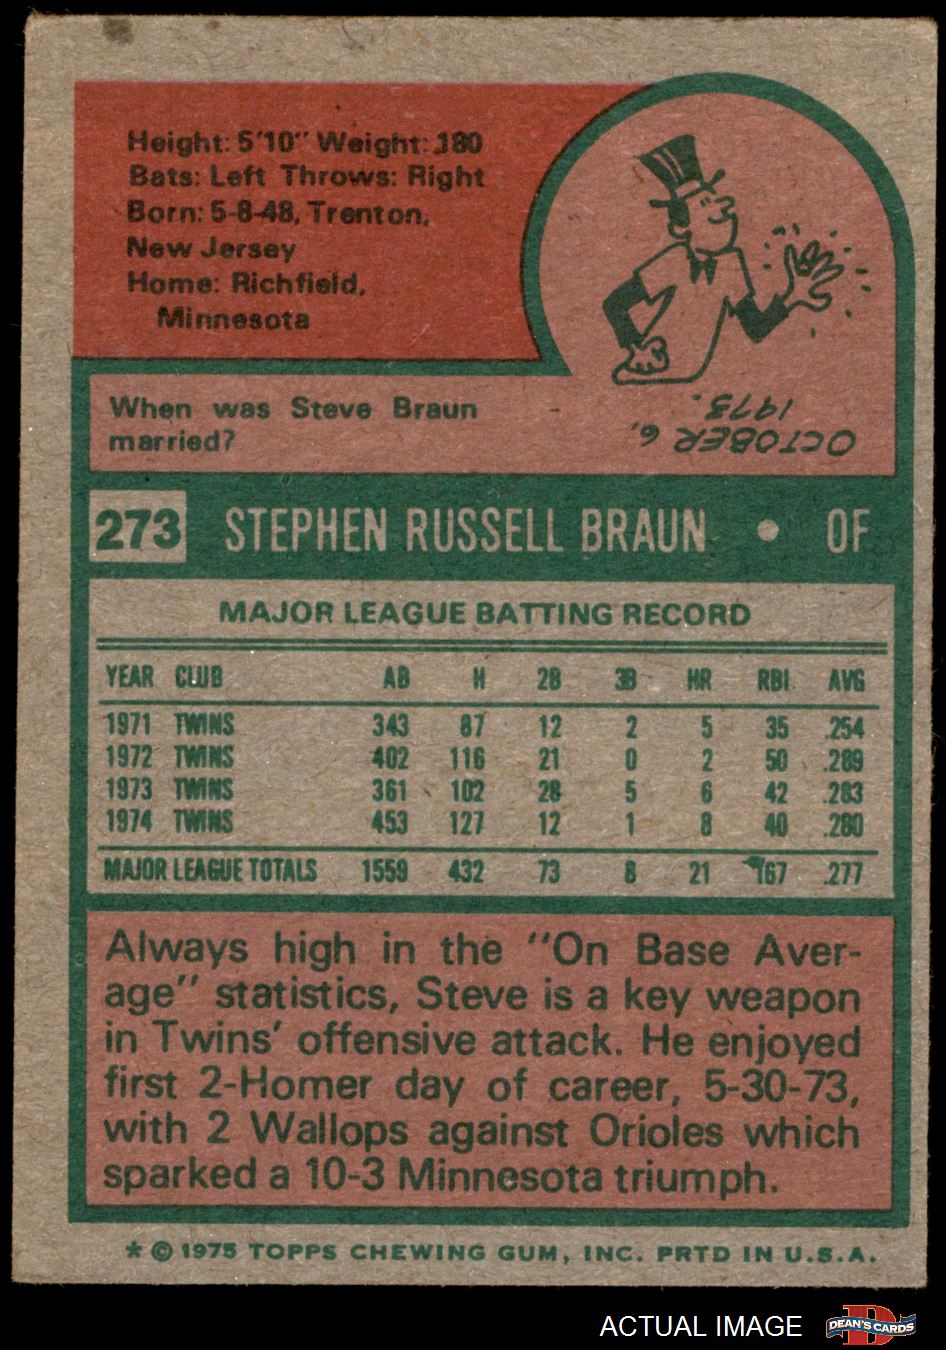 Height: 5'10" Weight: 180
Bats: Left Throws: Right
Born: 5-8-48, Trenton,
New Jersey
Home: Richfield,
Minnesota
When was Steve Braun
married?
OCTOBER 6,
1973.
273 STEPHEN RUSSELL BRAUN • OF
MAJOR LEAGUE BATTING RECORD
YEAR CLUB AB H 2B 3B HR RBI AVG
1971 TWINS 343 87 12 2 5 35 .254
1972 TWINS 402 116 21 0 2 50 .289
1973 TWINS 361 102 28 5 6 42 .283
1974 TWINS 453 127 12 1 8 40 .280
MAJOR LEAGUE TOTALS 1559 432 73 8 21 167 .277
Always high in the "On Base Aver-
age" statistics, Steve is a key weapon
in Twins' offensive attack. He enjoyed
first 2-Homer day of career, 5-30-73,
with 2 Wallops against Orioles which
sparked a 10-3 Minnesota triumph.
* © 1975 TOPPS CHEWING GUM, INC. PRTD IN U.S.A.
ACTUAL IMAGE
D
DEAN'S CARDS